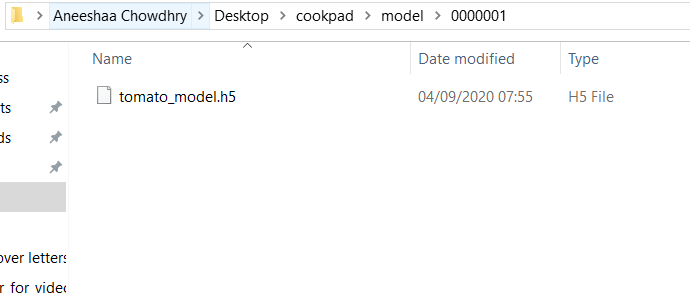 Aneeshaa Chowdhry > Desktop > cookpad > model > 0000001
Name Date modified Type
tomato_model.h5 04/09/2020 07:55 H5 File
ss
ts
ds
over letters
r for video